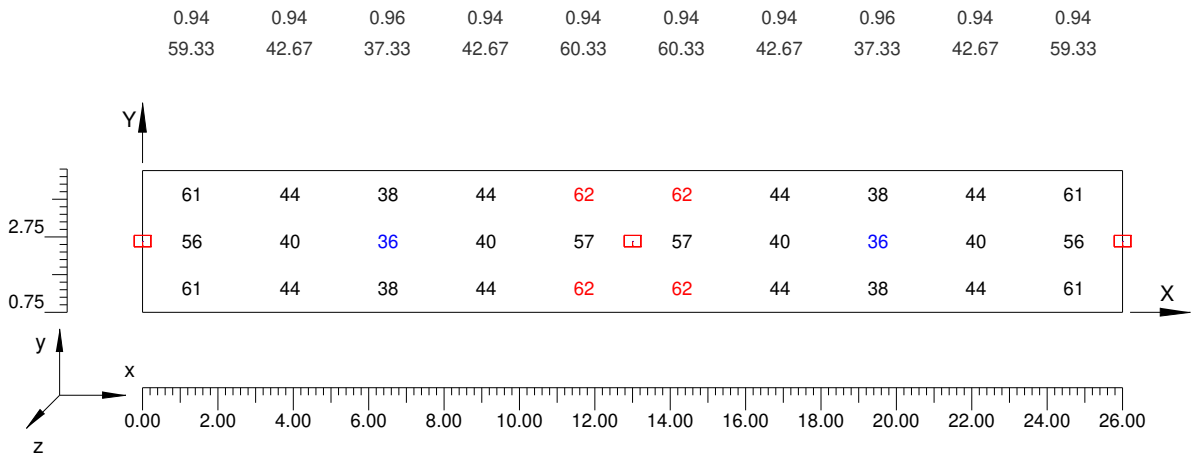 0.94 0.94 0.96 0.94 0.94 0.94 0.94 0.96 0.94 0.94
59.33 42.67 37.33 42.67 60.33 60.33 42.67 37.33 42.67 59.33
Y
61 44 38 44 62 62 44 38 44 61
2.75 56 40 36 40 57 57 40 36 40 56
61 44 38 44 62 62 44 38 44 61
0.75 X
y
x
0.00 2.00 4.00 6.00 8.00 10.00 12.00 14.00 16.00 18.00 20.00 22.00 24.00 26.00
z